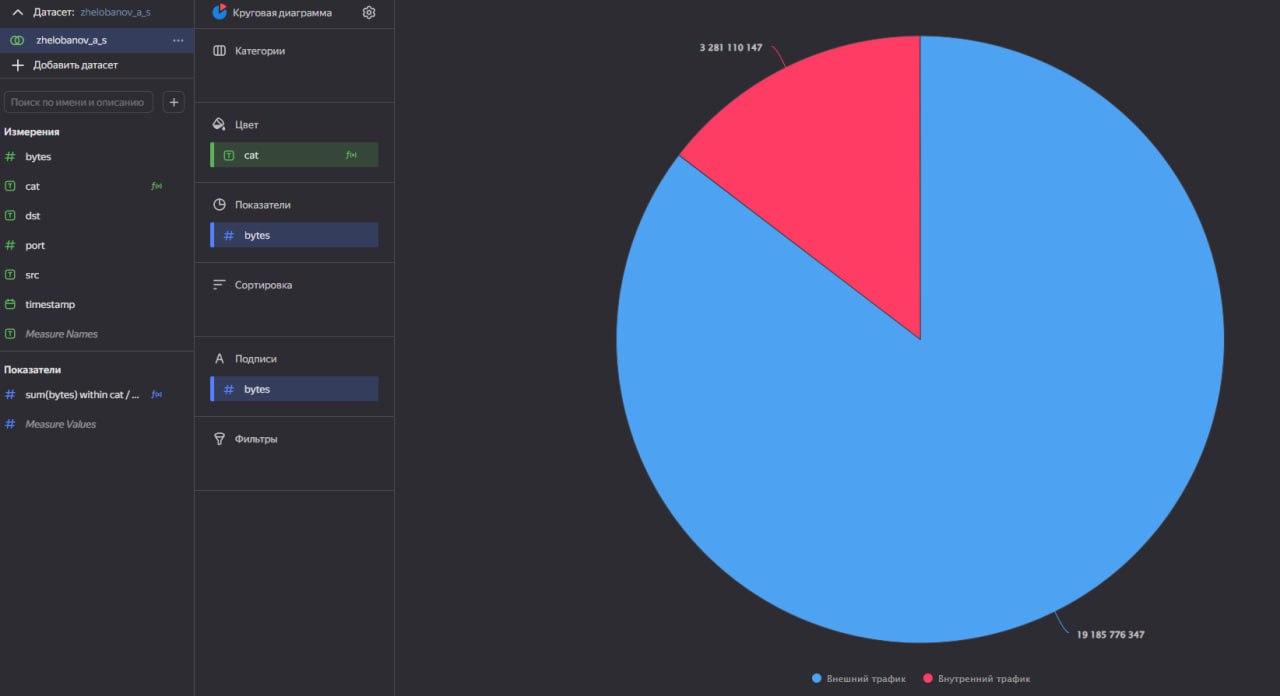 Датасет: zhelobanov_a_s
zhelobanov_a_s
Добавить датасет
Поиск по имени и описанию
Измерения
bytes
cat
dst
port
src
timestamp
Measure Names
Показатели
sum(bytes) within cat / ...
Measure Values
Круговая диаграмма
Категории
Цвет
cat
Показатели
bytes
Сортировка
Подписи
bytes
Фильтры
3 281 110 147
19 185 776 347
Внешний трафик
Внутренний трафик